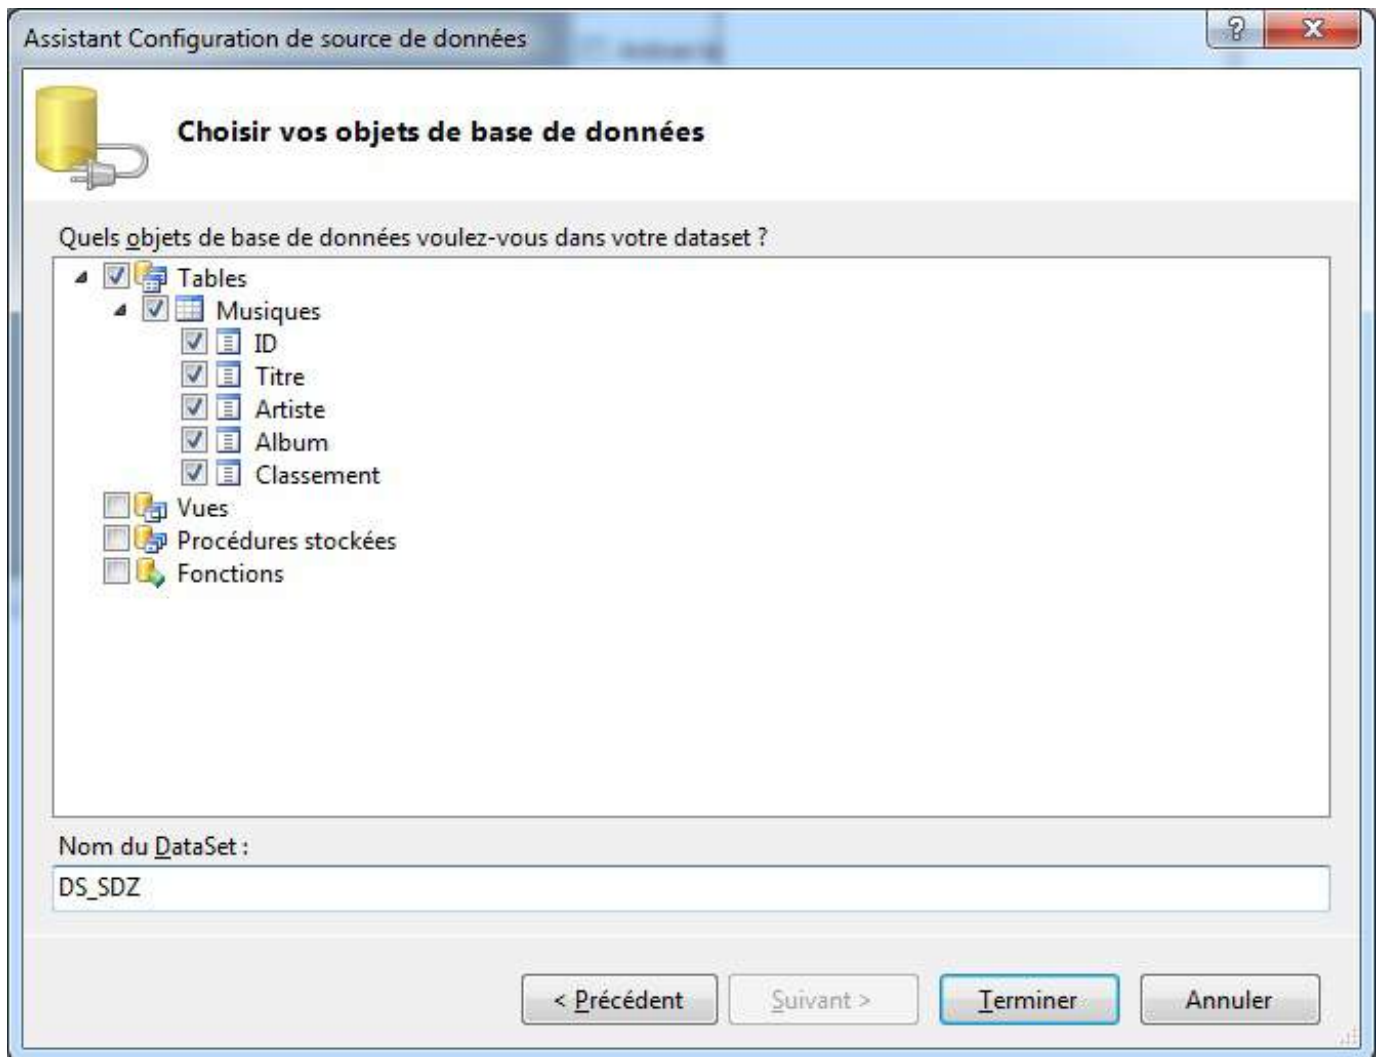 Assistant Configuration de source de données
Choisir vos objets de base de données
Quels objets de base de données voulez-vous dans votre dataset ?
Tables
Musiques
ID
Titre
Artiste
Album
Classement
Vues
Procédures stockées
Fonctions
Nom du DataSet :
DS_SDZ
< Précédent Suivant > Terminer Annuler